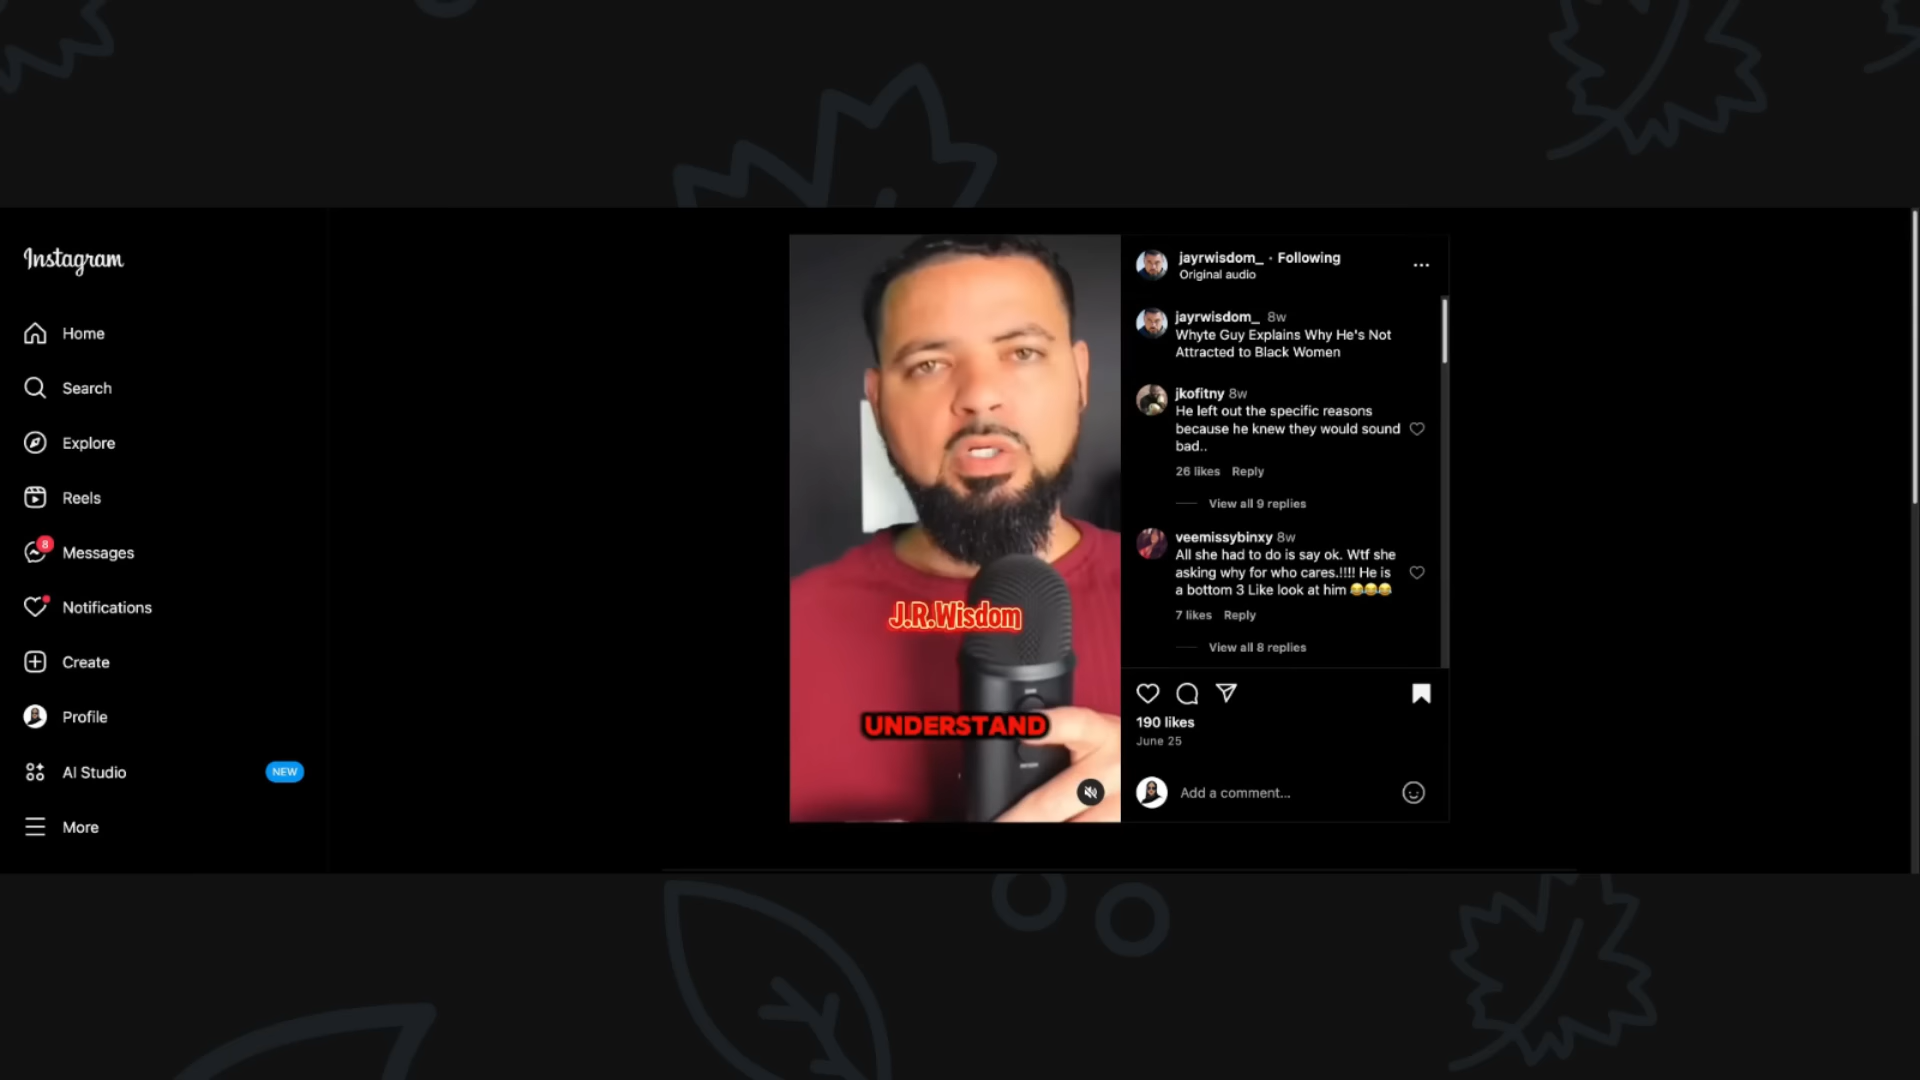 Instagram
Home
Search
Explore
Reels
8
Messages
Notifications
Create
Profile
AI Studio
NEW
More
J.R.Wisdom
UNDERSTAND
jayrwisdom_ • Following
Original audio
jayrwisdom_ 8w
Whyte Guy Explains Why He's Not
Attracted to Black Women
jkofitny 8w
He left out the specific reasons
because he knew they would sound
bad..
26 likes Reply
View all 9 replies
veemissybinxy 8w
All she had to do is say ok. Wtf she
asking why for who cares.!!!! He is
a bottom 3 Like look at him 😂😂😂
7 likes Reply
View all 8 replies
190 likes
June 25
Add a comment...